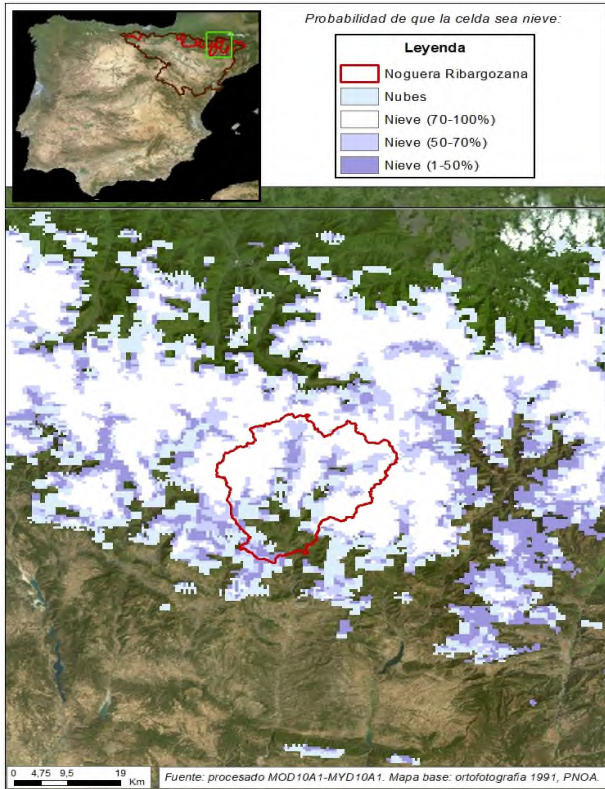 Probabilidad de que la celda sea nieve:
Leyenda
Noguera Ribargozana
Nubes
Nieve (70-100%)
Nieve (50-70%)
Nieve (1-50%)
0 4,75 9,5 19
Km
Fuente: procesado MOD10A1-MYD10A1. Mapa base: ortofotografía 1991, PNOA.